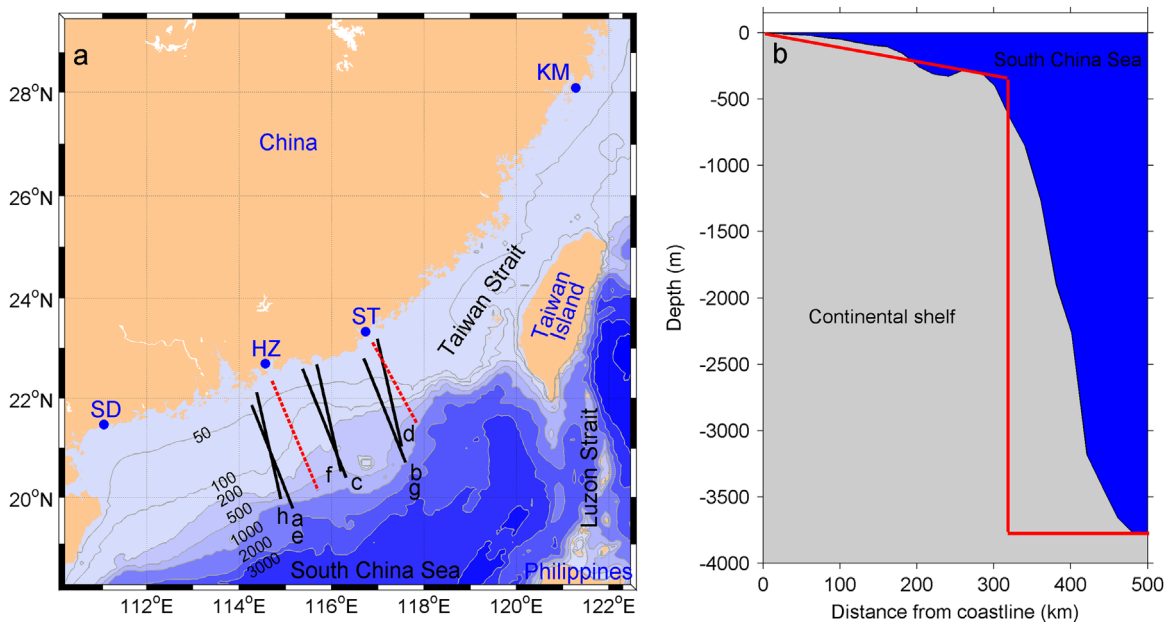 a
KM
China
28°N
26°N
24°N
22°N
20°N
Taiwan Strait
Taiwan
Island
ST
HZ
SD
50
100
200
500
1000
2000
3000
f
c
d
b
g
h
a
e
Luzon Strait
South China Sea
Philippines
112°E
114°E
116°E
118°E
120°E
122°E
b
South China Sea
Continental shelf
0
-500
-1000
-1500
-2000
-2500
-3000
-3500
-4000
Depth (m)
0
100
200
300
400
500
Distance from coastline (km)